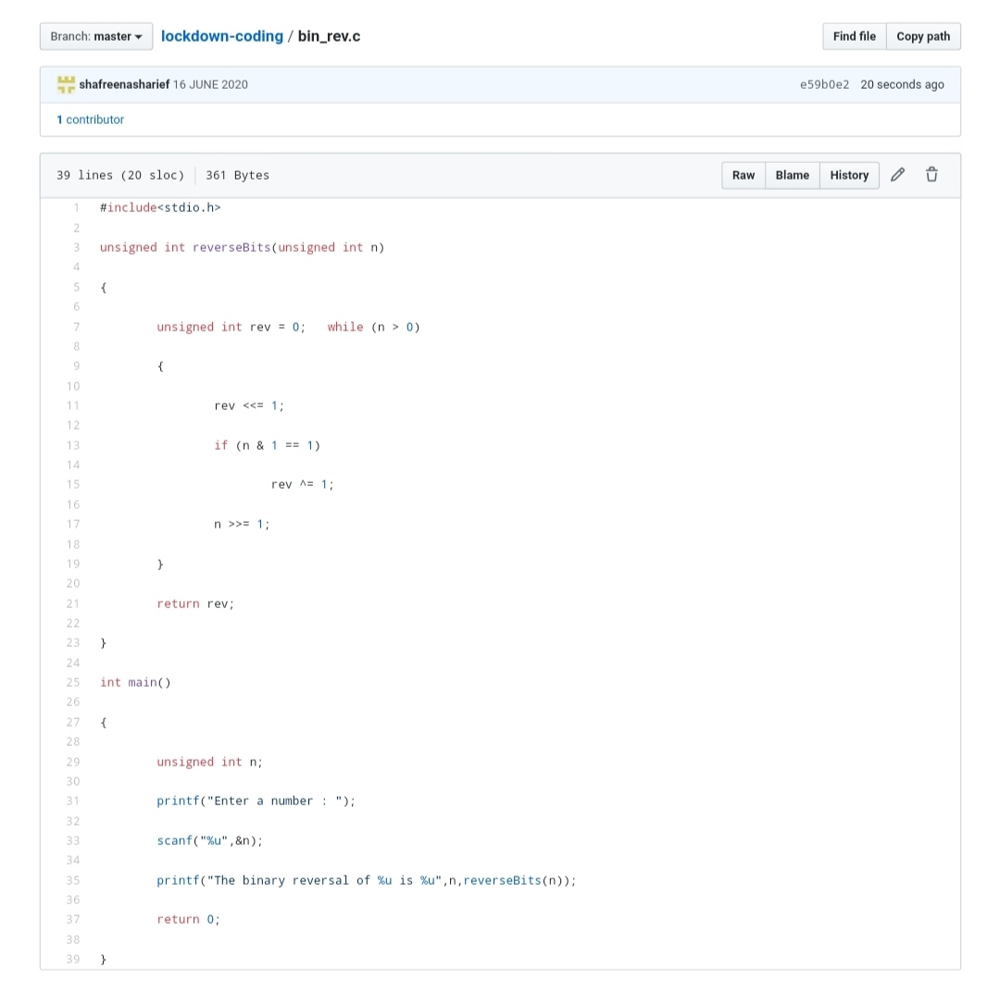 Branch: master lockdown-coding / bin_rev.c Find file Copy path
shafreenasharief 16 JUNE 2020 e59b0e2 20 seconds ago
1 contributor
39 lines (20 sloc) 361 Bytes Raw Blame History
1 #include<stdio.h>
2
3 unsigned int reverseBits(unsigned int n)
4
5 {
6
7 unsigned int rev = 0; while (n > 0)
8
9 {
10
11 rev <<= 1;
12
13 if (n & 1 == 1)
14
15 rev ^= 1;
16
17 n >>= 1;
18
19 }
20
21 return rev;
22
23 }
24
25 int main()
26
27 {
28
29 unsigned int n;
30
31 printf("Enter a number : ");
32
33 scanf("%u",&n);
34
35 printf("The binary reversal of %u is %u",n,reverseBits(n));
36
37 return 0;
38
39 }